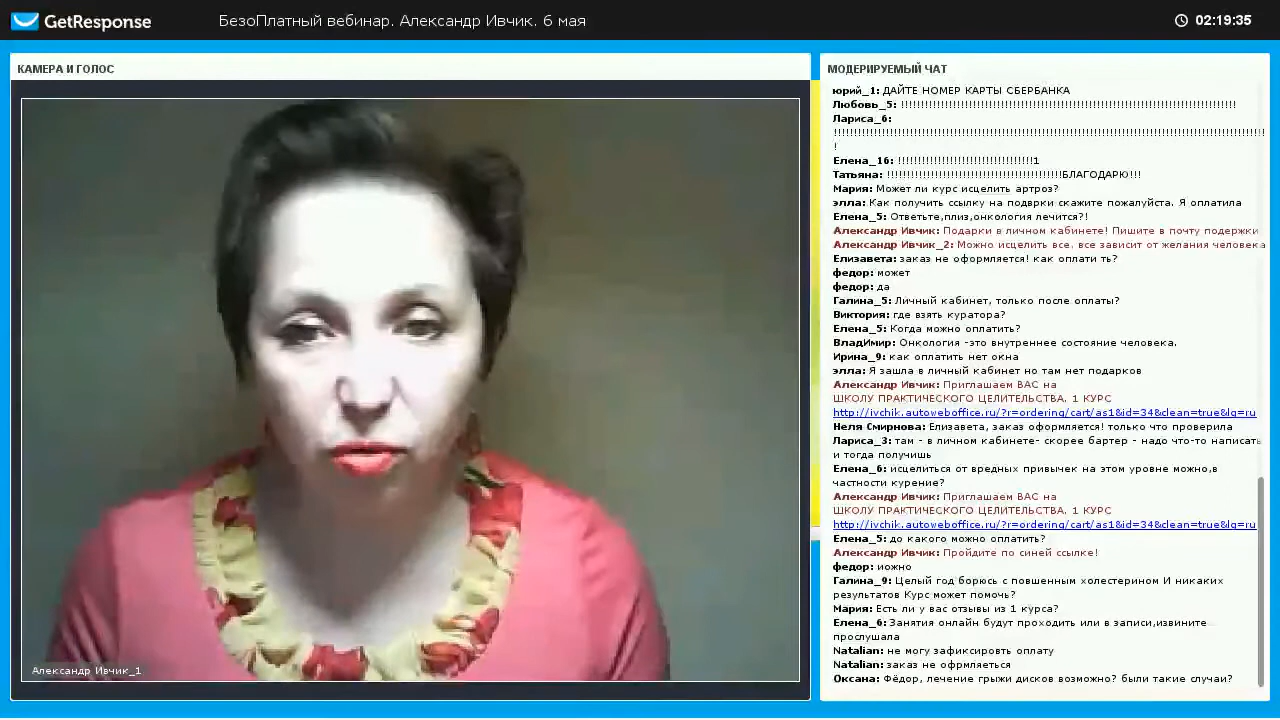 GetResponse
БезоПлатный вебинар. Александр Ивчик. 6 мая
02:19:35
КАМЕРА И ГОЛОС
Александр Ивчик_1
МОДЕРИРУЕМЫЙ ЧАТ
юрий_1: ДАЙТЕ НОМЕР КАРТЫ СБЕРБАНКА
Любовь_5: !!!!!!!!!!!!!!!!!!!!!!!!!!!!!!!!!!!!!!!!!!!!!!!!!!!!!!!!!!!!!!!!!!!!!!!!!!!!!!!!!!!!
Лариса_6:
!!!!!!!!!!!!!!!!!!!!!!!!!!!!!!!!!!!!!!!!!!!!!!!!!!!!!!!!!!!!!!!!!!!!!!!!!!!!!!!!!!!!!!!!!!!!!!!!!!!!!!!!!!!!
!
Елена_16: !!!!!!!!!!!!!!!!!!!!!!!!!!!!!!!!!!1
Татьяна: !!!!!!!!!!!!!!!!!!!!!!!!!!!!!!!!!!!!!!!!!!!!БЛАГОДАРЮ!!!
Мария: Может ли курс исцелить артроз?
элла: Как получить ссылку на подврки скажите пожалуйста. Я оплатила
Елена_5: Ответьте,плиз,онкология лечится?!
Александр Ивчик: Подарки в личном кабинете! Пишите в почту подержки
Александр Ивчик_2: Можно исцелить все, все зависит от желания человека
Елизавета: заказ не оформляется! как оплати ть?
федор: может
федор: да
Галина_5: Личный кабинет, только после оплаты?
Виктория: где взять куратора?
Елена_5: Когда можно оплатить?
ВладИмир: Онкология -это внутреннее состояние человека.
Ирина_9: как оплатить нет окна
элла: Я зашла в личный кабинет но там нет подарков
Александр Ивчик: Приглашаем ВАС на
ШКОЛУ ПРАКТИЧЕСКОГО ЦЕЛИТЕЛЬСТВА, 1 КУРС
http://ivchik.autoweboffice.ru/?r=ordering/cart/as1&id=34&clean=true&lg=ru
Неля Смирнова: Елизавета, заказ оформляется! только что проверила
Лариса_3: там - в личном кабинете- скорее бартер - надо что-то написать
и тогда получишь
Елена_6: исцелиться от вредных привычек на этом уровне можно,в
частности курение?
Александр Ивчик: Приглашаем ВАС на
ШКОЛУ ПРАКТИЧЕСКОГО ЦЕЛИТЕЛЬСТВА, 1 КУРС
http://ivchik.autoweboffice.ru/?r=ordering/cart/as1&id=34&clean=true&lg=ru
Елена_5: до какого можно оплатить?
Александр Ивчик: Пройдите по синей ссылке!
федор: иожно
Галина_9: Целый год борюсь с повшенным холестерином И никаких
результатов Курс может помочь?
Мария: Есть ли у вас отзывы из 1 курса?
Елена_6: Занятия онлайн будут проходить или в записи,извините
прослушала
Natalian: не могу зафиксировть оплату
Natalian: заказ не офрмляеться
Оксана: Фёдор, лечение грыжи дисков возможно? были такие случаи?